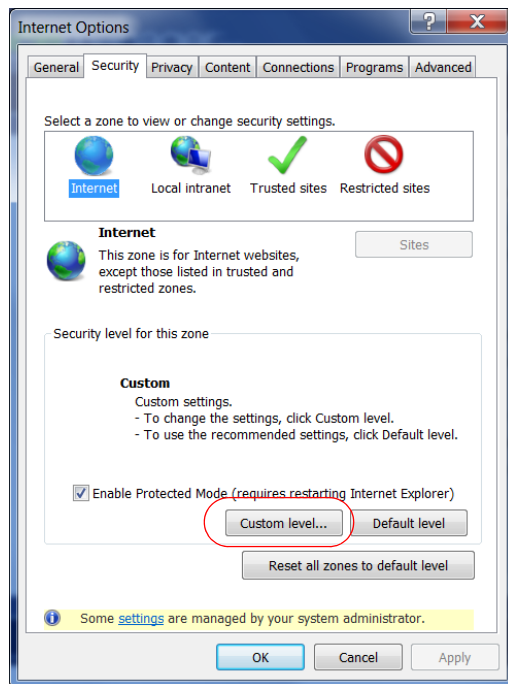 Internet Options
?
X
General Security Privacy Content Connections Programs Advanced
Select a zone to view or change security settings.
Internet Local intranet Trusted sites Restricted sites
Internet
This zone is for Internet websites,
except those listed in trusted and
restricted zones.
Sites
Security level for this zone
Custom
Custom settings.
- To change the settings, click Custom level.
- To use the recommended settings, click Default level.
Enable Protected Mode (requires restarting Internet Explorer)
Custom level... Default level
Reset all zones to default level
Some settings are managed by your system administrator.
OK Cancel Apply